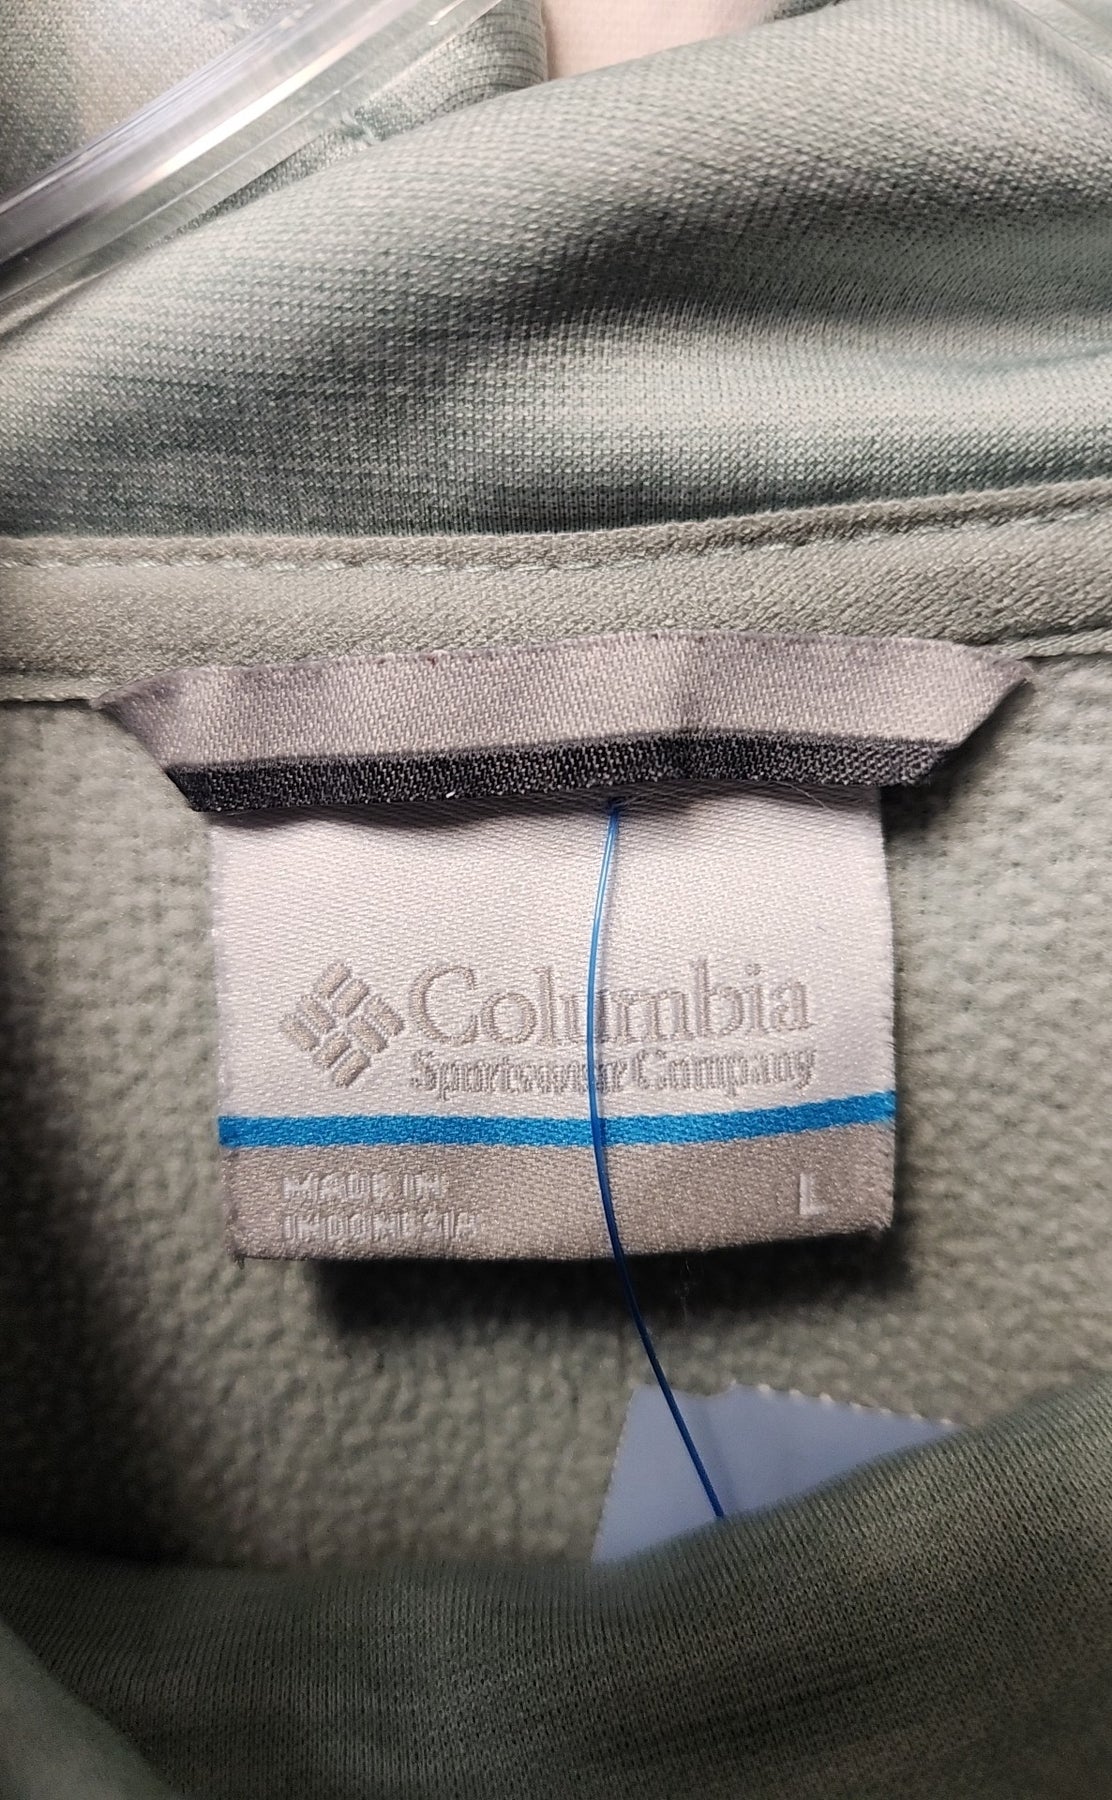 Columbia
Sportswear Company
MADE IN
INDONESIA
L